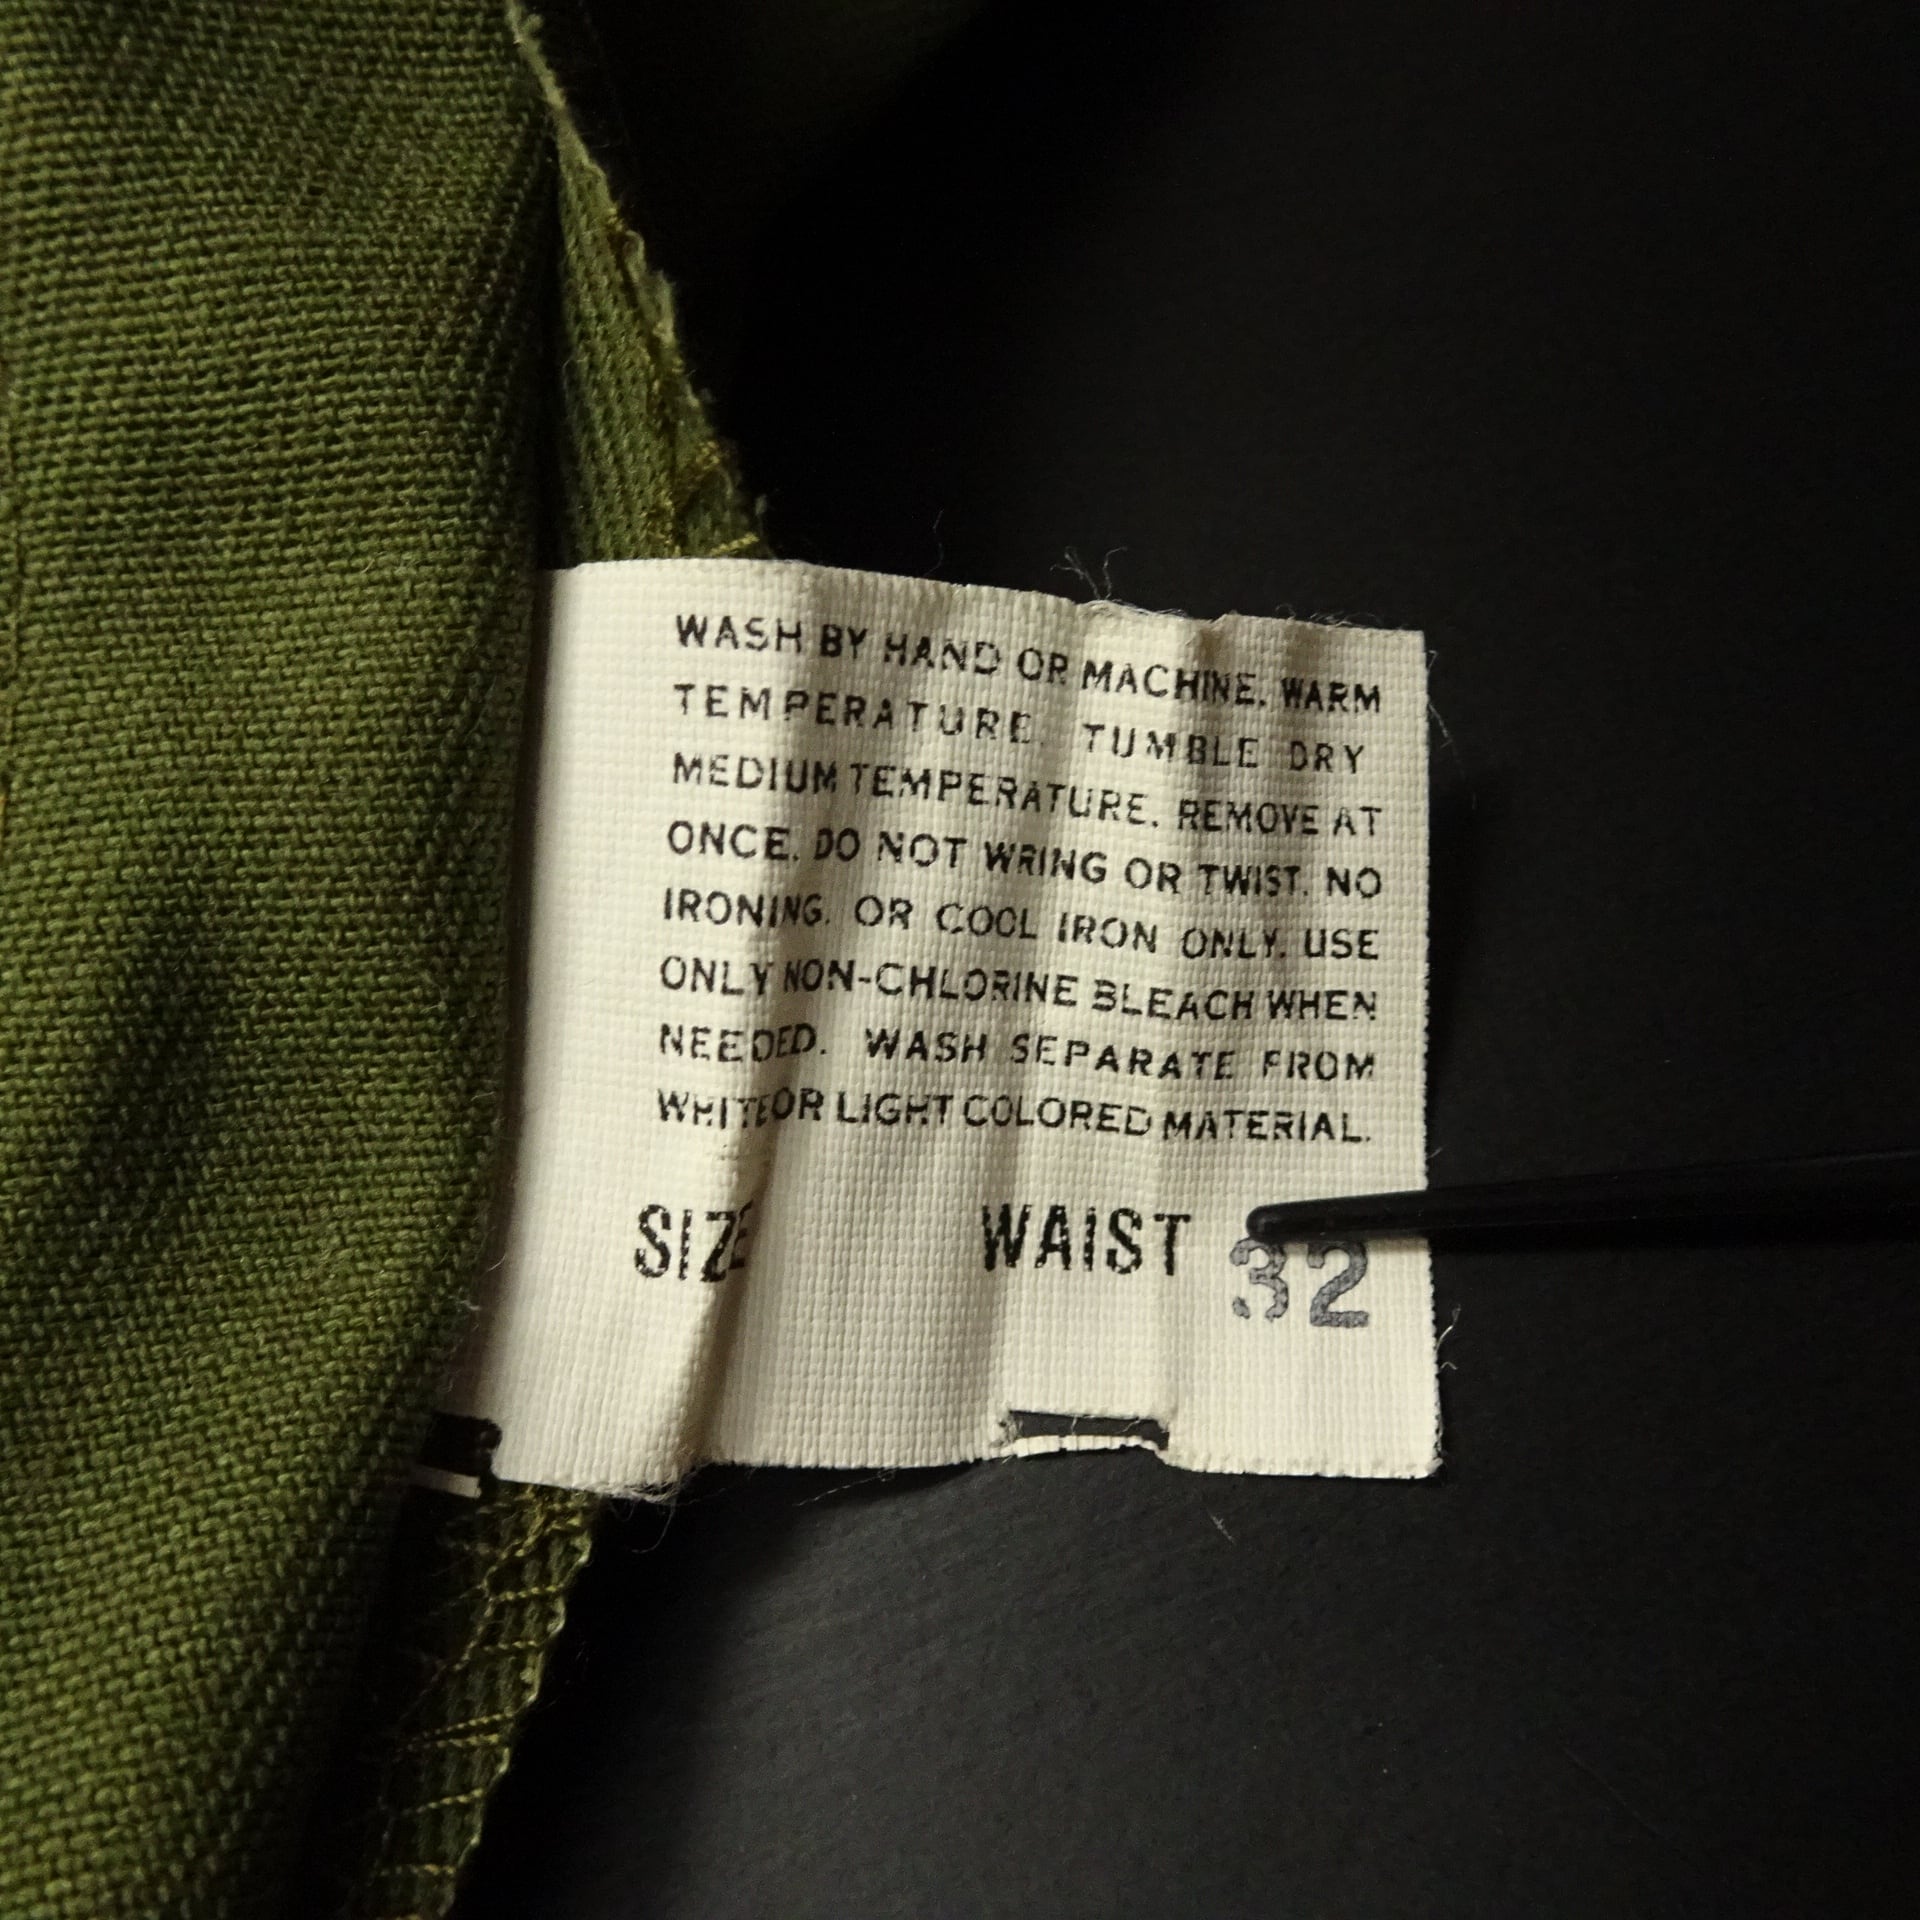 WASH BY HAND OR MACHINE. WARM
TEMPERATURE. TUMBLE DRY
MEDIUM TEMPERATURE. REMOVE AT
ONCE. DO NOT WRING OR TWIST. NO
IRONING. OR COOL IRON ONLY. USE
ONLY NON-CHLORINE BLEACH WHEN
NEEDED. WASH SEPARATE FROM
WHITE OR LIGHT COLORED MATERIAL.
SIZE WAIST 32